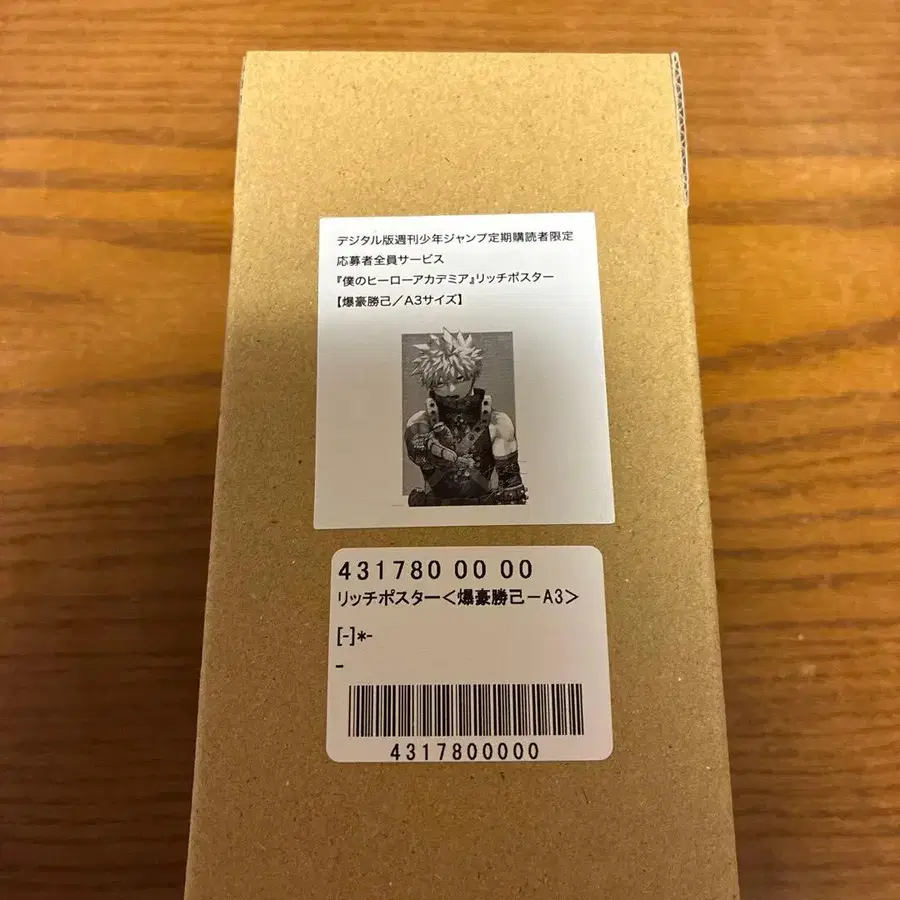 デジタル版週刊少年ジャンプ定期購読者限定
応募者全員サービス
『僕のヒーローアカデミア』リッチポスター
【爆豪勝己／A3サイズ】
431780 00 00
リッチポスター＜爆豪勝己－A3＞
[-]*-
-
4317800000